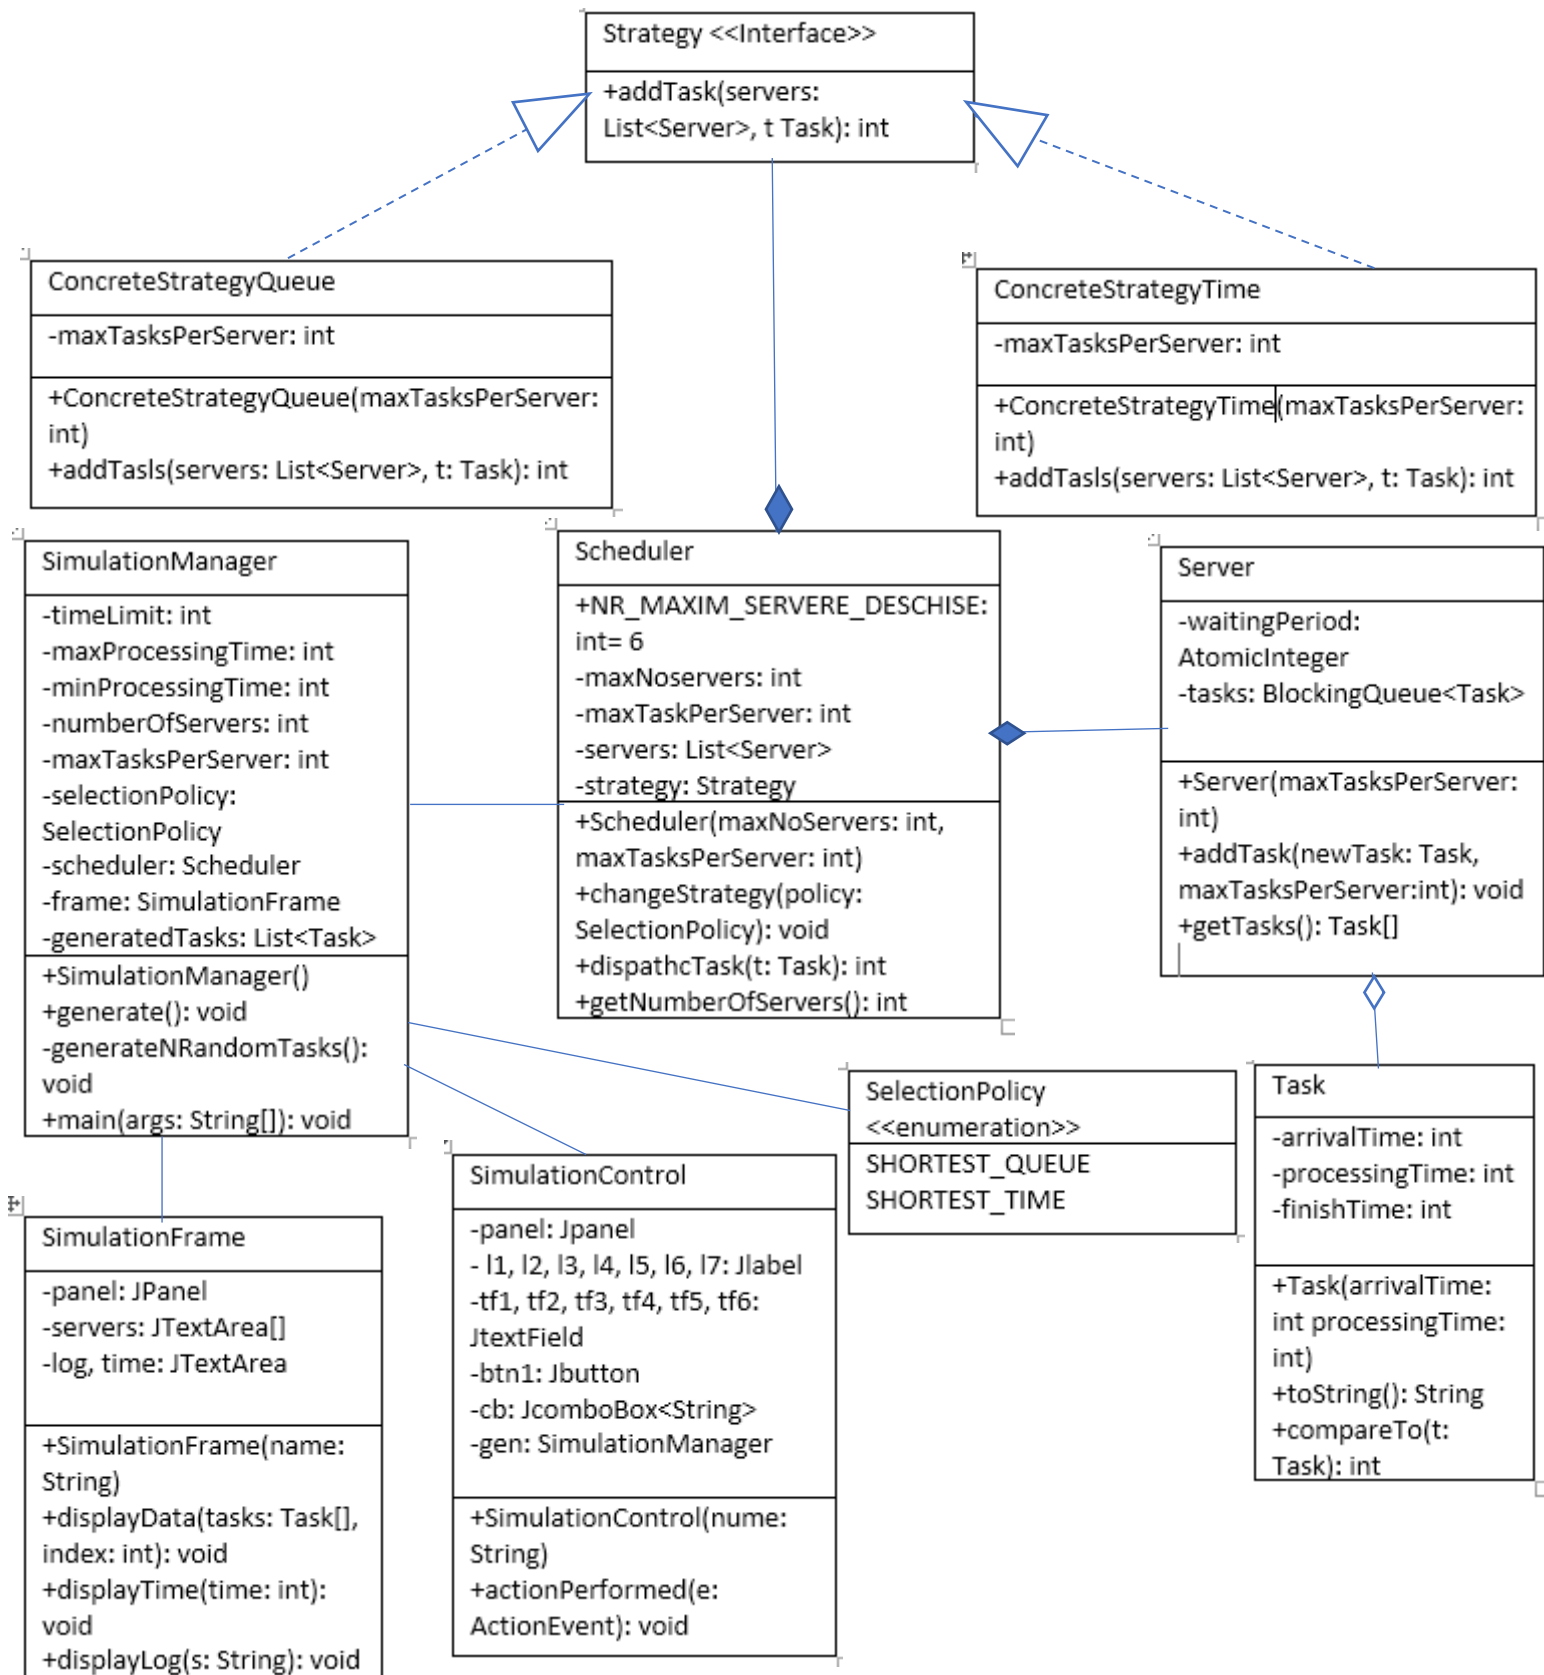 Strategy <<Interface>>
+addTask(servers:
List<Server>, t Task): int
ConcreteStrategyQueue
-maxTasksPerServer: int
+ConcreteStrategyQueue(maxTasksPerServer:
int)
+addTasls(servers: List<Server>, t: Task): int
ConcreteStrategyTime
-maxTasksPerServer: int
+ConcreteStrategyTime(maxTasksPerServer:
int)
+addTasls(servers: List<Server>, t: Task): int
SimulationManager
-timeLimit: int
-maxProcessingTime: int
-minProcessingTime: int
-numberOfServers: int
-maxTasksPerServer: int
-selectionPolicy:
SelectionPolicy
-scheduler: Scheduler
-frame: SimulationFrame
-generatedTasks: List<Task>
+SimulationManager()
+generate(): void
-generateNRandomTasks():
void
+main(args: String[]): void
Scheduler
+NR_MAXIM_SERVERE_DESCHISE:
int= 6
-maxNoservers: int
-maxTaskPerServer: int
-servers: List<Server>
-strategy: Strategy
+Scheduler(maxNoServers: int,
maxTasksPerServer: int)
+changeStrategy(policy:
SelectionPolicy): void
+dispathcTask(t: Task): int
+getNumberOfServers(): int
Server
-waitingPeriod:
AtomicInteger
-tasks: BlockingQueue<Task>
+Server(maxTasksPerServer:
int)
+addTask(newTask: Task,
maxTasksPerServer:int): void
+getTasks(): Task[]
SelectionPolicy
<<enumeration>>
SHORTEST_QUEUE
SHORTEST_TIME
Task
-arrivalTime: int
-processingTime: int
-finishTime: int
+Task(arrivalTime:
int processingTime:
int)
+toString(): String
+compareTo(t:
Task): int
SimulationFrame
-panel: JPanel
-servers: JTextArea[]
-log, time: JTextArea
+SimulationFrame(name:
String)
+displayData(tasks: Task[],
index: int): void
+displayTime(time: int):
void
+displayLog(s: String): void
SimulationControl
-panel: Jpanel
- l1, l2, l3, l4, l5, l6, l7: Jlabel
-tf1, tf2, tf3, tf4, tf5, tf6:
JtextField
-btn1: Jbutton
-cb: JcomboBox<String>
-gen: SimulationManager
+SimulationControl(nume:
String)
+actionPerformed(e:
ActionEvent): void